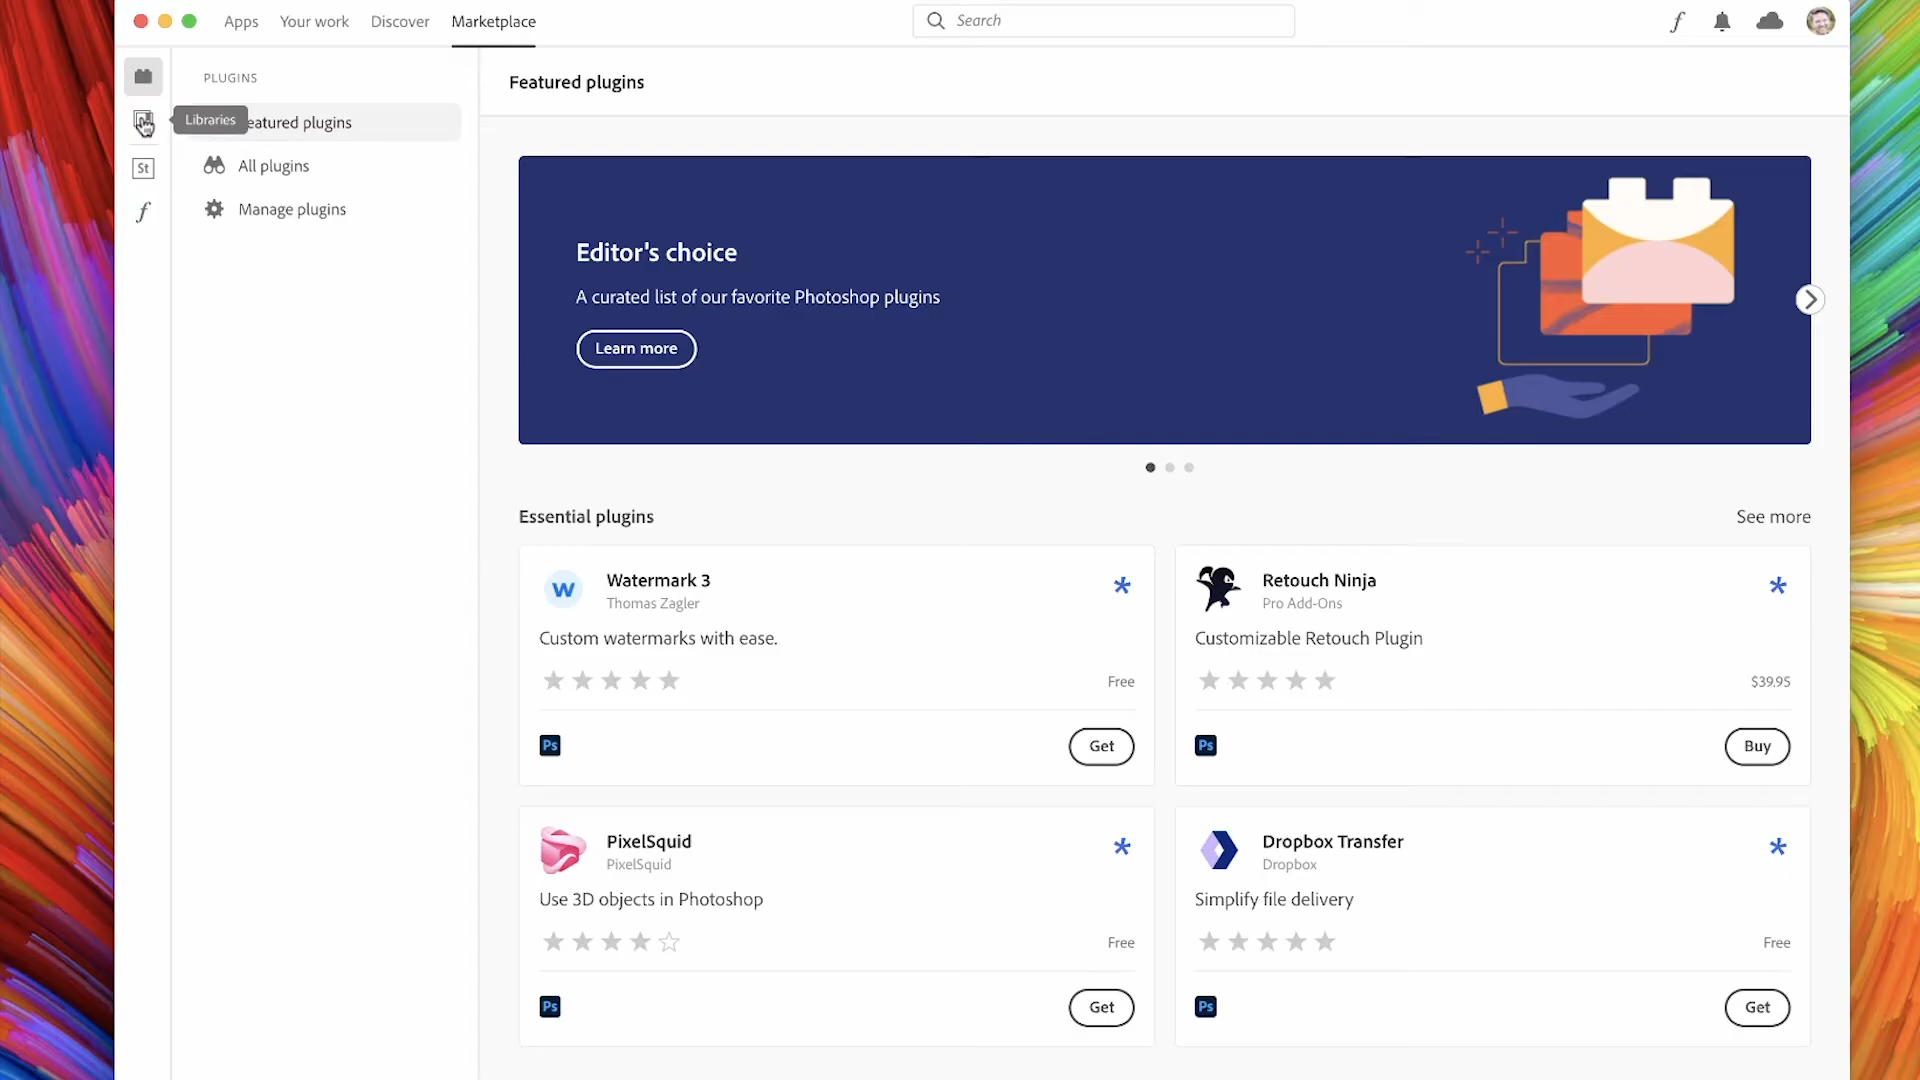 Apps Your work Discover Marketplace Search
PLUGINS
Featured plugins
Libraries
eatured plugins
St
All plugins
Manage plugins
Editor's choice
A curated list of our favorite Photoshop plugins
Learn more
Essential plugins See more
W
Watermark 3
Thomas Zagler
Custom watermarks with ease.
Free
Ps Get
Retouch Ninja
Pro Add-Ons
Customizable Retouch Plugin
$39.95
Ps Buy
PixelSquid
PixelSquid
Use 3D objects in Photoshop
Free
Ps Get
Dropbox Transfer
Dropbox
Simplify file delivery
Free
Ps Get